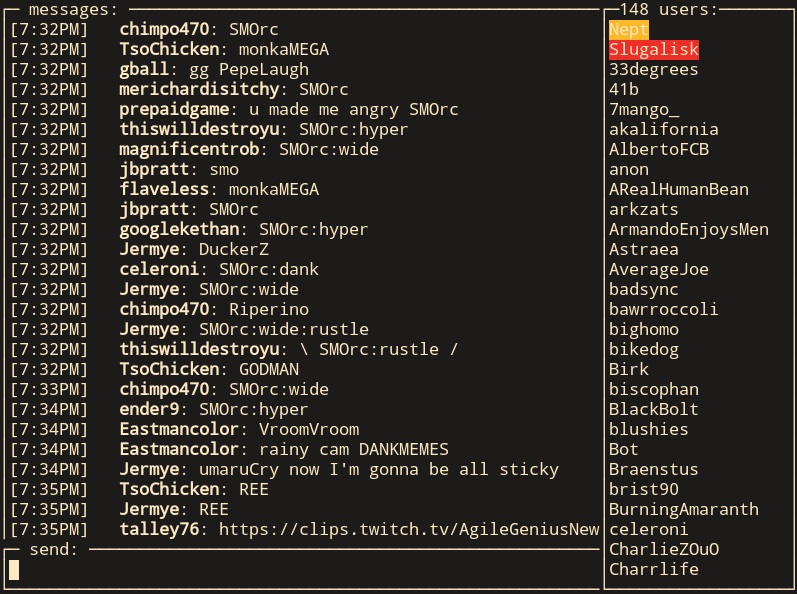 messages:
[7:32PM] chimpo470: SMOrc
[7:32PM] TsoChicken: monkaMEGA
[7:32PM] gball: gg PepeLaugh
[7:32PM] merichardisitchy: SMOrc
[7:32PM] prepaidgame: u made me angry SMOrc
[7:32PM] thiswilldestroyu: SMOrc:hyper
[7:32PM] magnificentrob: SMOrc:wide
[7:32PM] jbpratt: smo
[7:32PM] flaveless: monkaMEGA
[7:32PM] jbpratt: SMOrc
[7:32PM] googlekethan: SMOrc:hyper
[7:32PM] Jermye: DuckerZ
[7:32PM] celeroni: SMOrc:dank
[7:32PM] Jermye: SMOrc:wide
[7:32PM] chimpo470: Riperino
[7:32PM] Jermye: SMOrc:wide:rustle
[7:32PM] thiswilldestroyu: \ SMOrc:rustle /
[7:32PM] TsoChicken: GODMAN
[7:33PM] chimpo470: SMOrc:wide
[7:34PM] ender9: SMOrc:hyper
[7:34PM] Eastmancolor: VroomVroom
[7:34PM] Eastmancolor: rainy cam DANKMEMES
[7:34PM] Jermye: umaruCry now I'm gonna be all sticky
[7:35PM] TsoChicken: REE
[7:35PM] Jermye: REE
[7:35PM] talley76: https://clips.twitch.tv/AgileGeniusNew
send:
148 users:
Nept
Slugalisk
33degrees
41b
7mango_
akalifornia
AlbertoFCB
anon
ARealHumanBean
arkzats
ArmandoEnjoysMen
Astraea
AverageJoe
badsync
bawrroccoli
bighomo
bikedog
Birk
biscophan
BlackBolt
blushies
Bot
Braenstus
brist90
BurningAmaranth
celeroni
CharlieZOuO
Charrlife